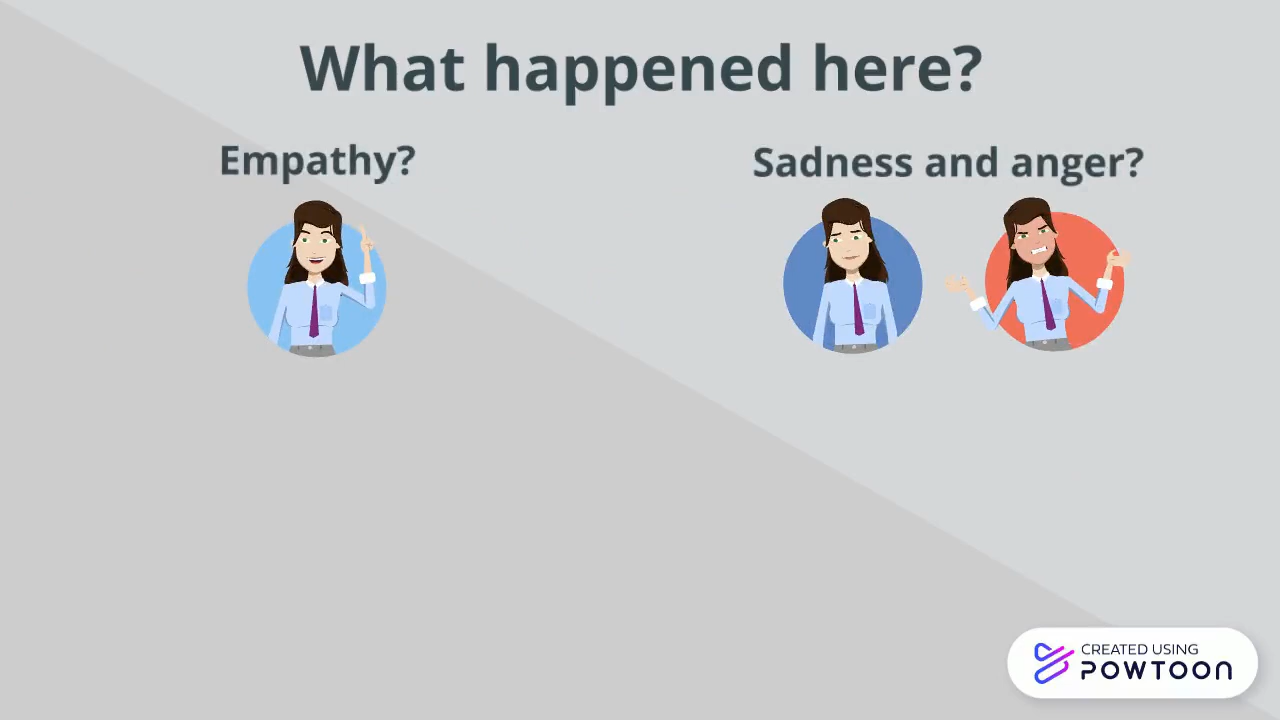 What happened here?
Empathy?
Sadness and anger?
CREATED USING
POWTOON